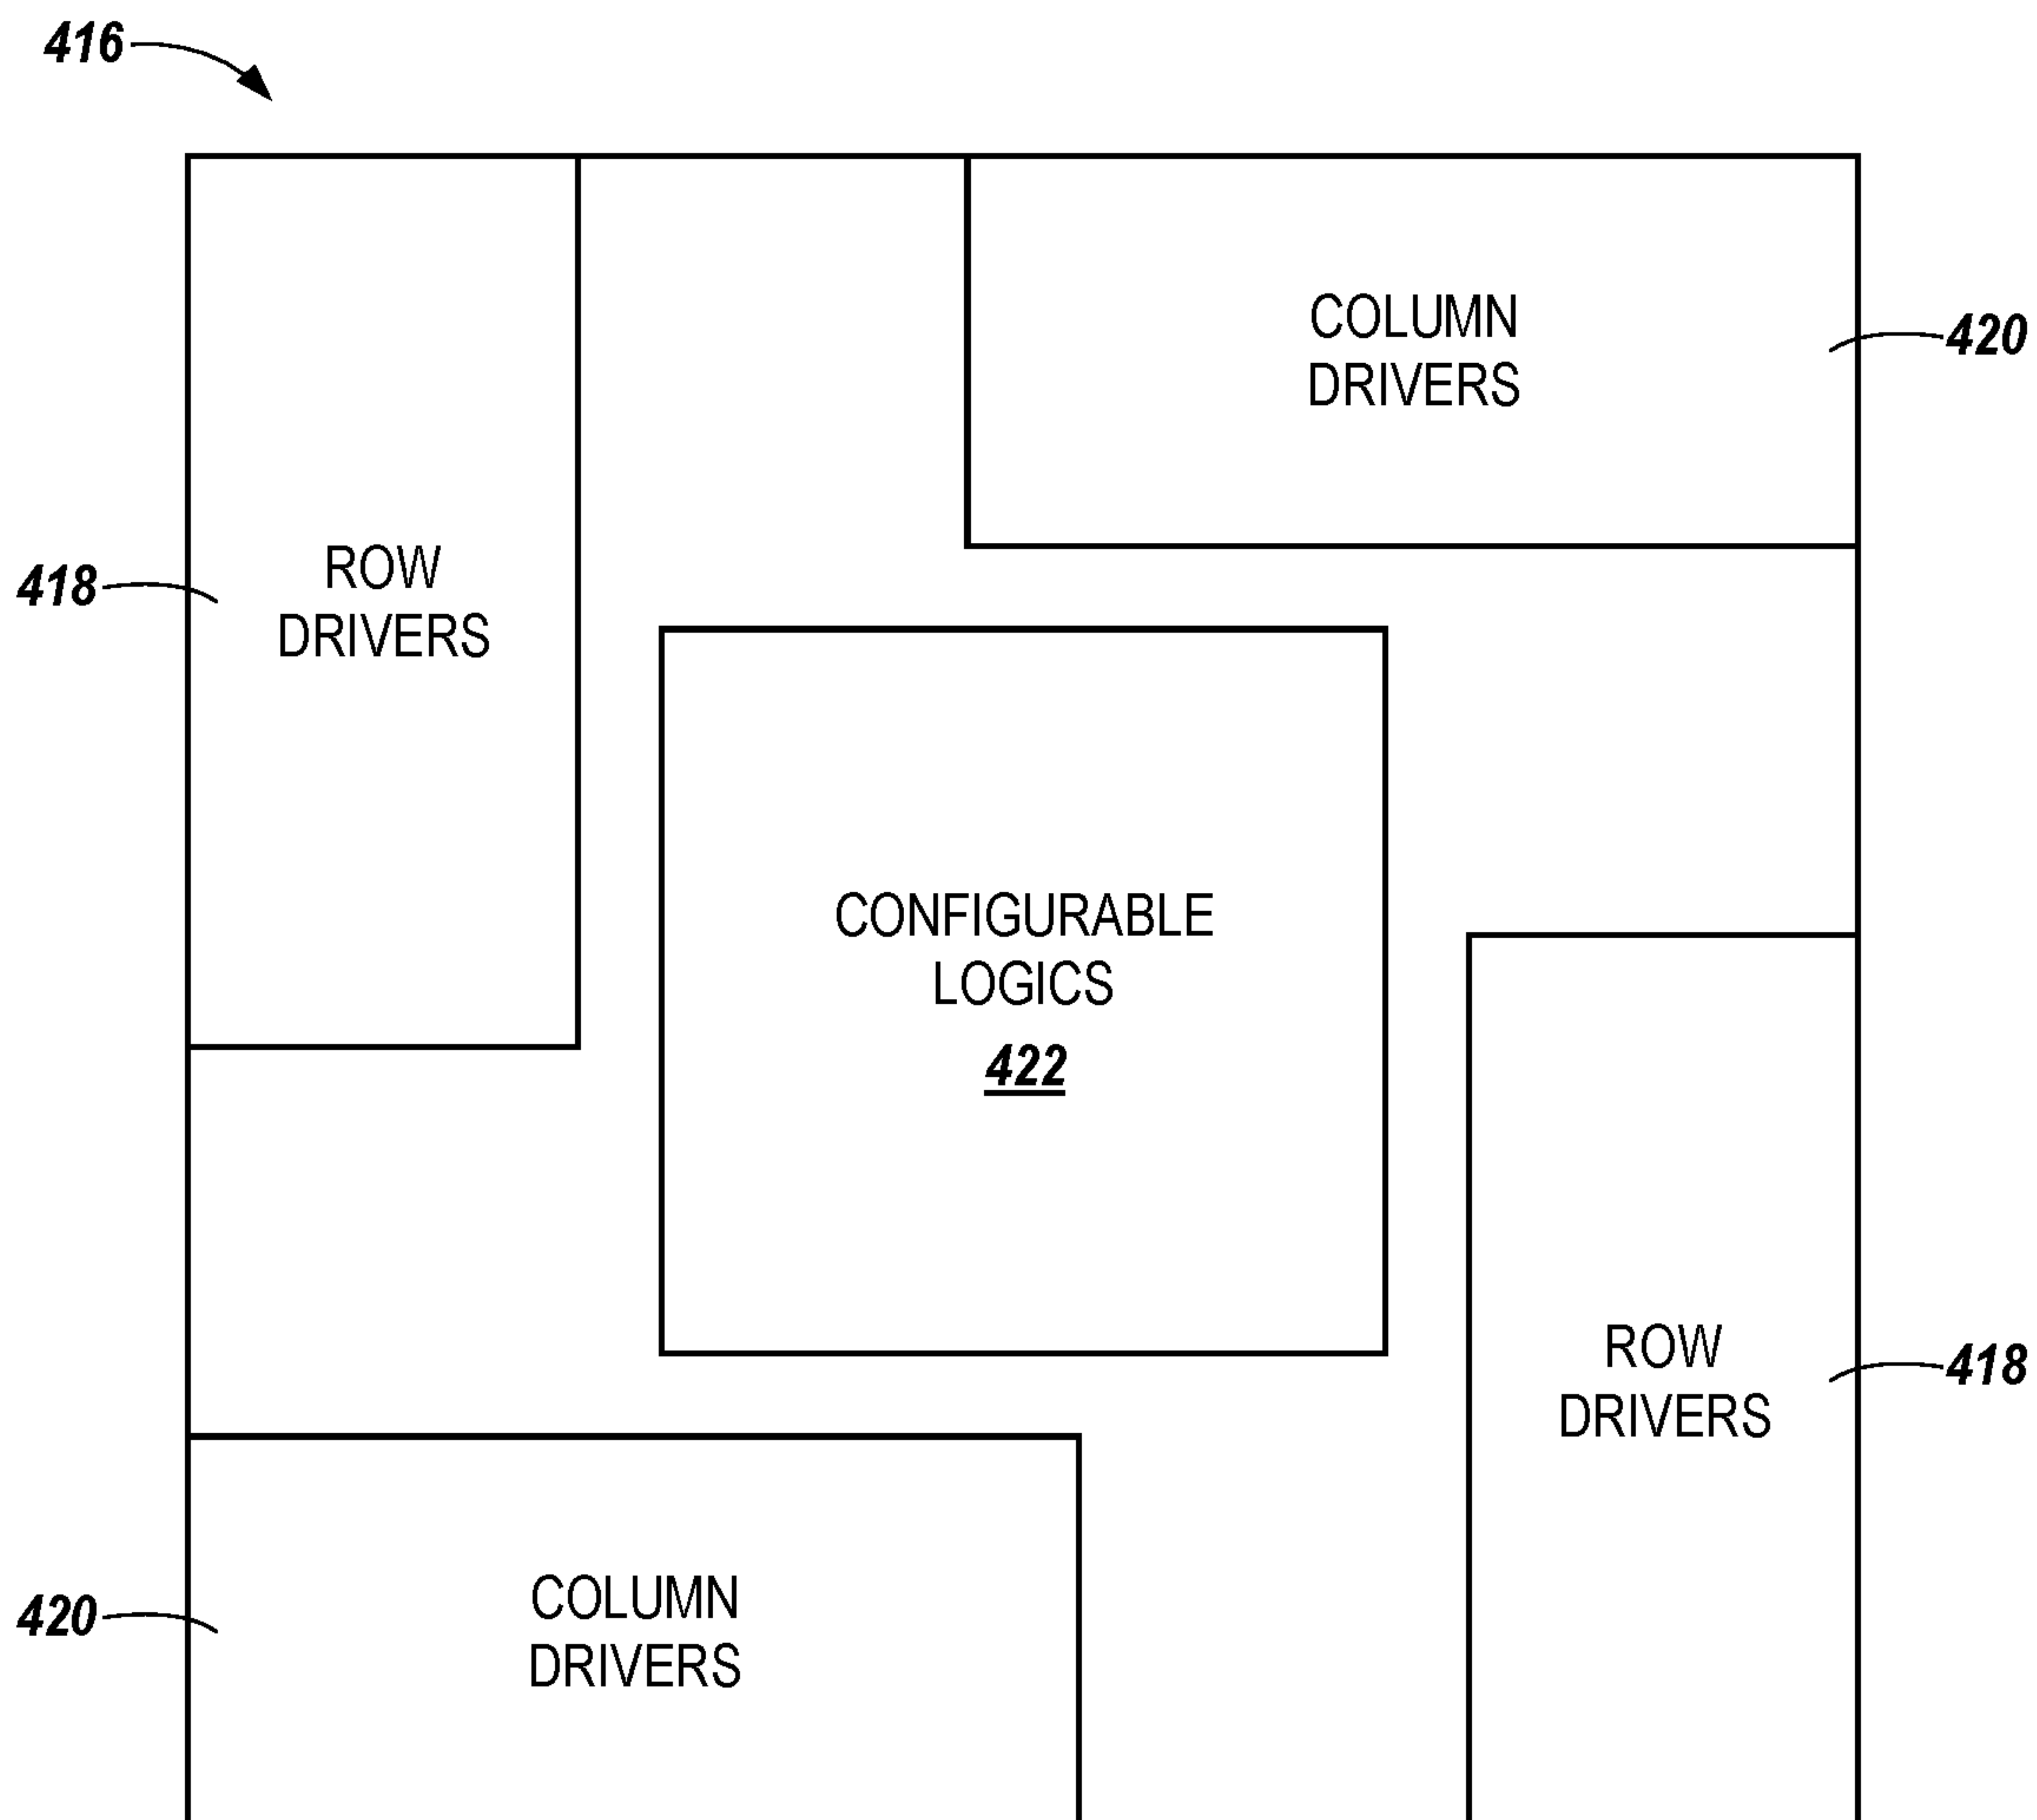 416
COLUMN
DRIVERS
420
ROW
DRIVERS
418
CONFIGURABLE
LOGICS
422
ROW
DRIVERS
418
COLUMN
DRIVERS
420